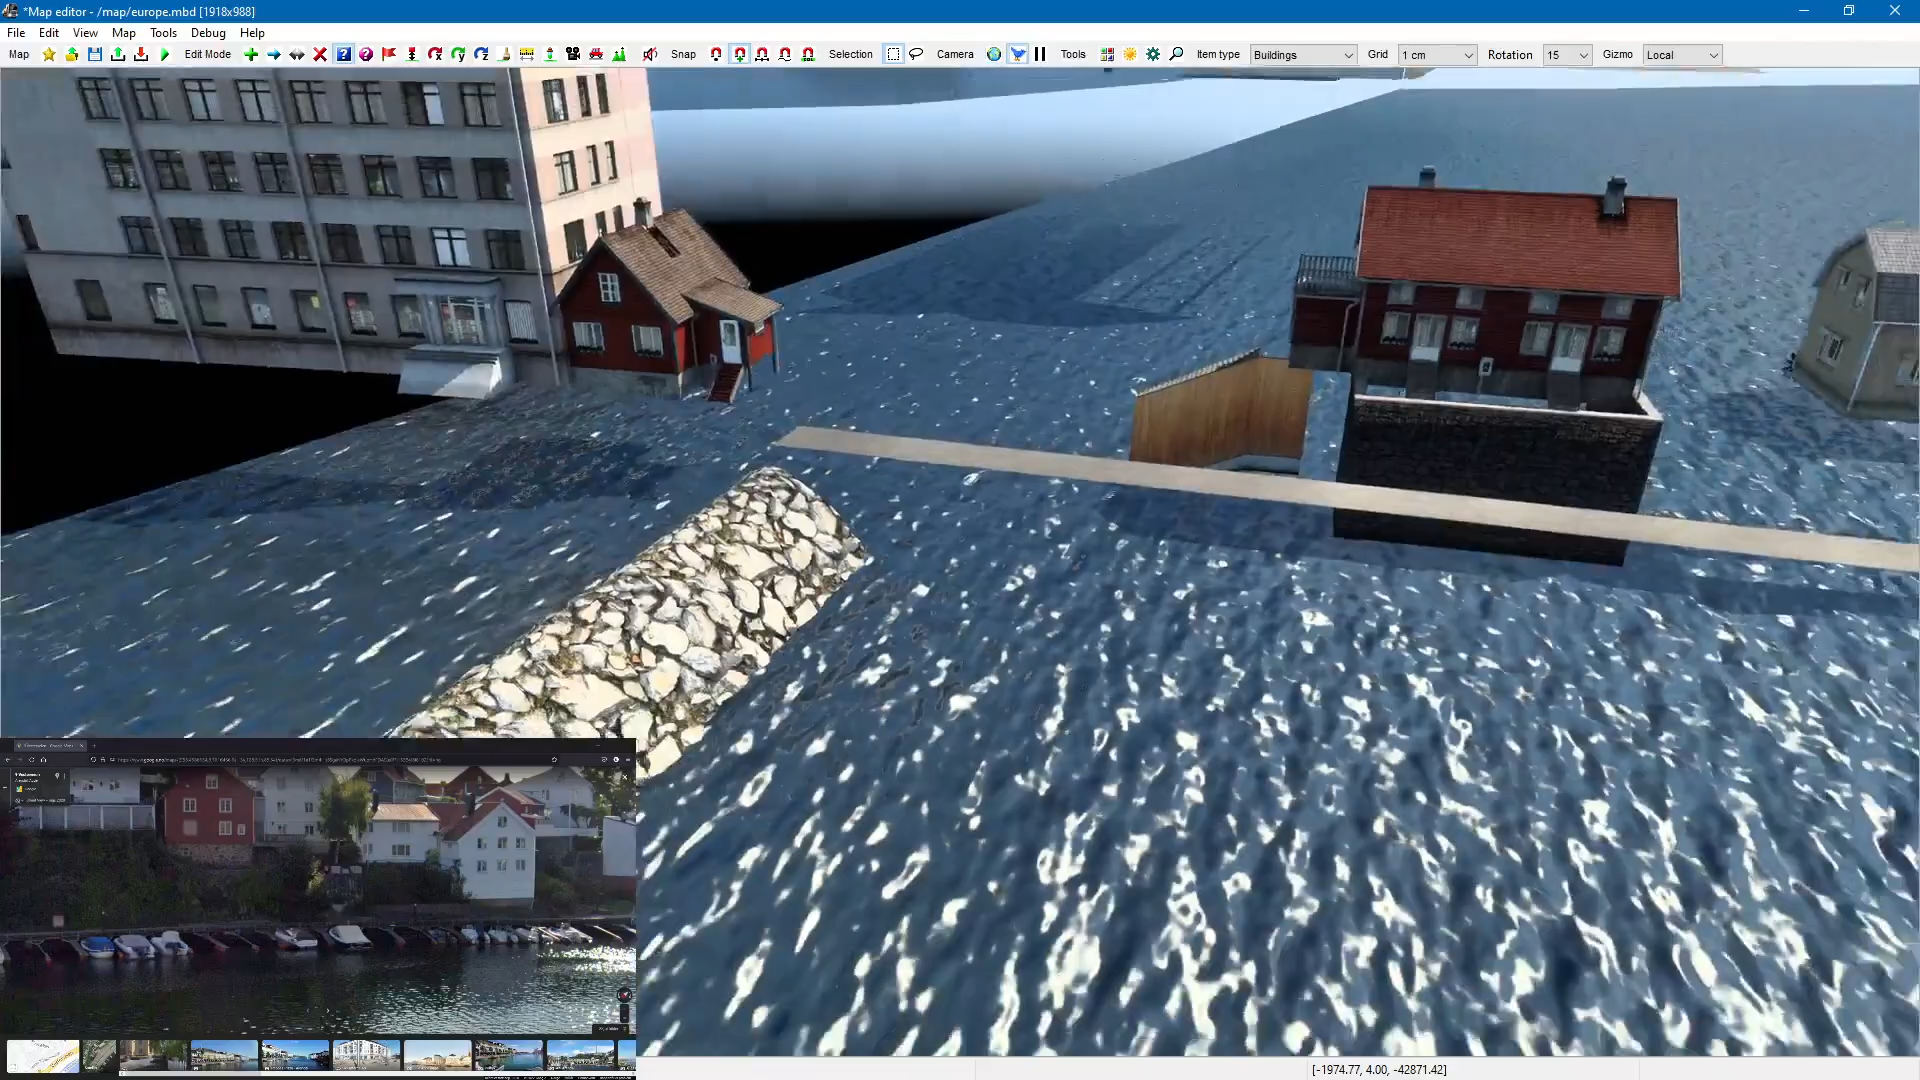 *Map editor - /map/europe.mbd [1918x988]
File Edit View Map Tools Debug Help
Map Edit Mode Snap Selection Camera Tools Item type Buildings Grid 1 cm Rotation 15 Gizmo Local
[-1974.77, 4.00, -42871.42]